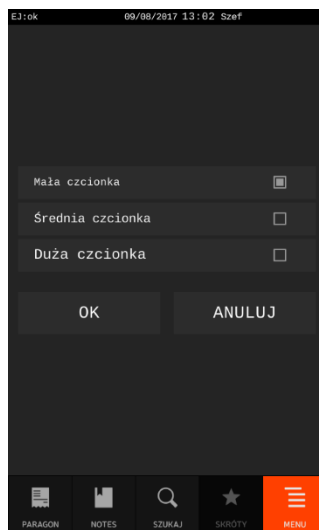 EJ:ok 09/08/2017 13:02 Szef
Mała czcionka
Średnia czcionka
Duża czcionka
OK ANULUJ
PARAGON NOTES SZUKAJ SKRÓTY MENU